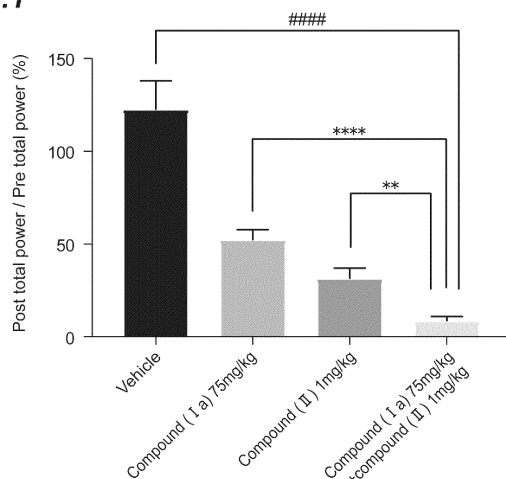 ####
Post total power / Pre total power (%)
150
100
50
0
****
**
Vehicle
Compound (Ⅰa) 75mg/kg
Compound (Ⅱ) 1mg/kg
Compound (Ⅰa) 75mg/kg
+compound (Ⅱ) 1mg/kg